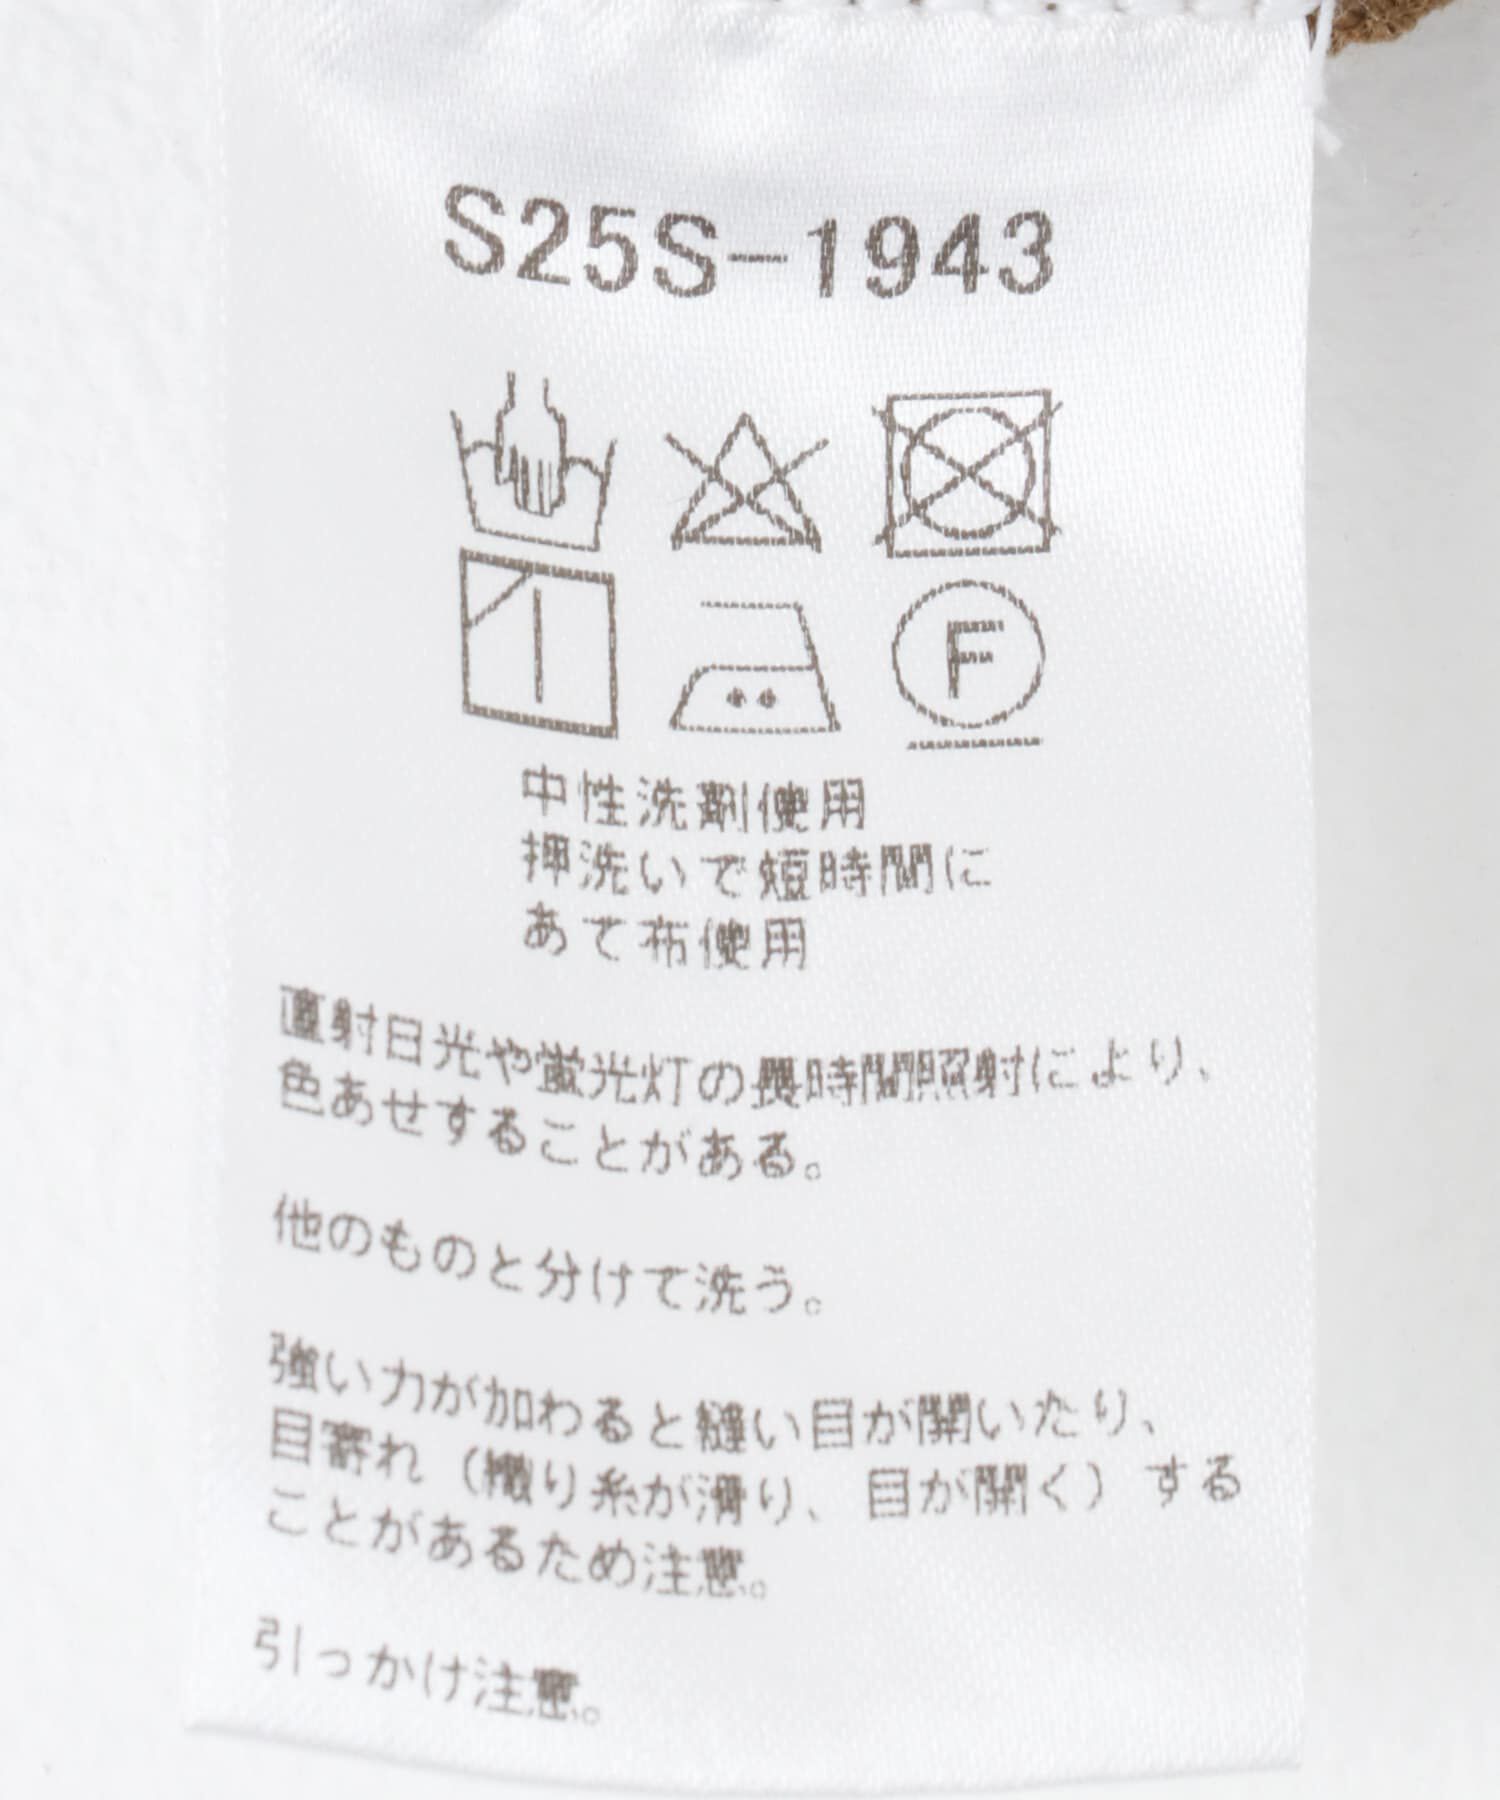 S25S-1943
F
中性洗剤使用
押洗いで短時間に
あて布使用
直射日光や蛍光灯の長時間照射により、
色あせすることがある。
他のものと分けて洗う。
強い力が加わると縫い目が開いたり、
目寄れ（織り糸が滑り、目が開く）する
ことがあるため注意。
引っかけ注意。